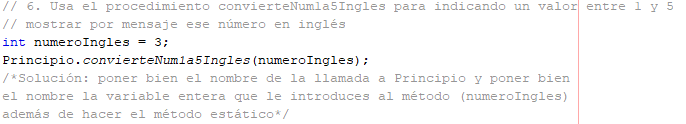 // 6. Usa el procedimiento convierteNum1a5Ingles para indicando un valor entre 1 y 5
// mostrar por mensaje ese número en inglés
int numeroIngles = 3;
Principio.convierteNum1a5Ingles(numeroIngles);
/*Solución: poner bien el nombre de la llamada a Principio y poner bien
el nombre la variable entera que le introduces al método (numeroIngles)
además de hacer el método estático*/